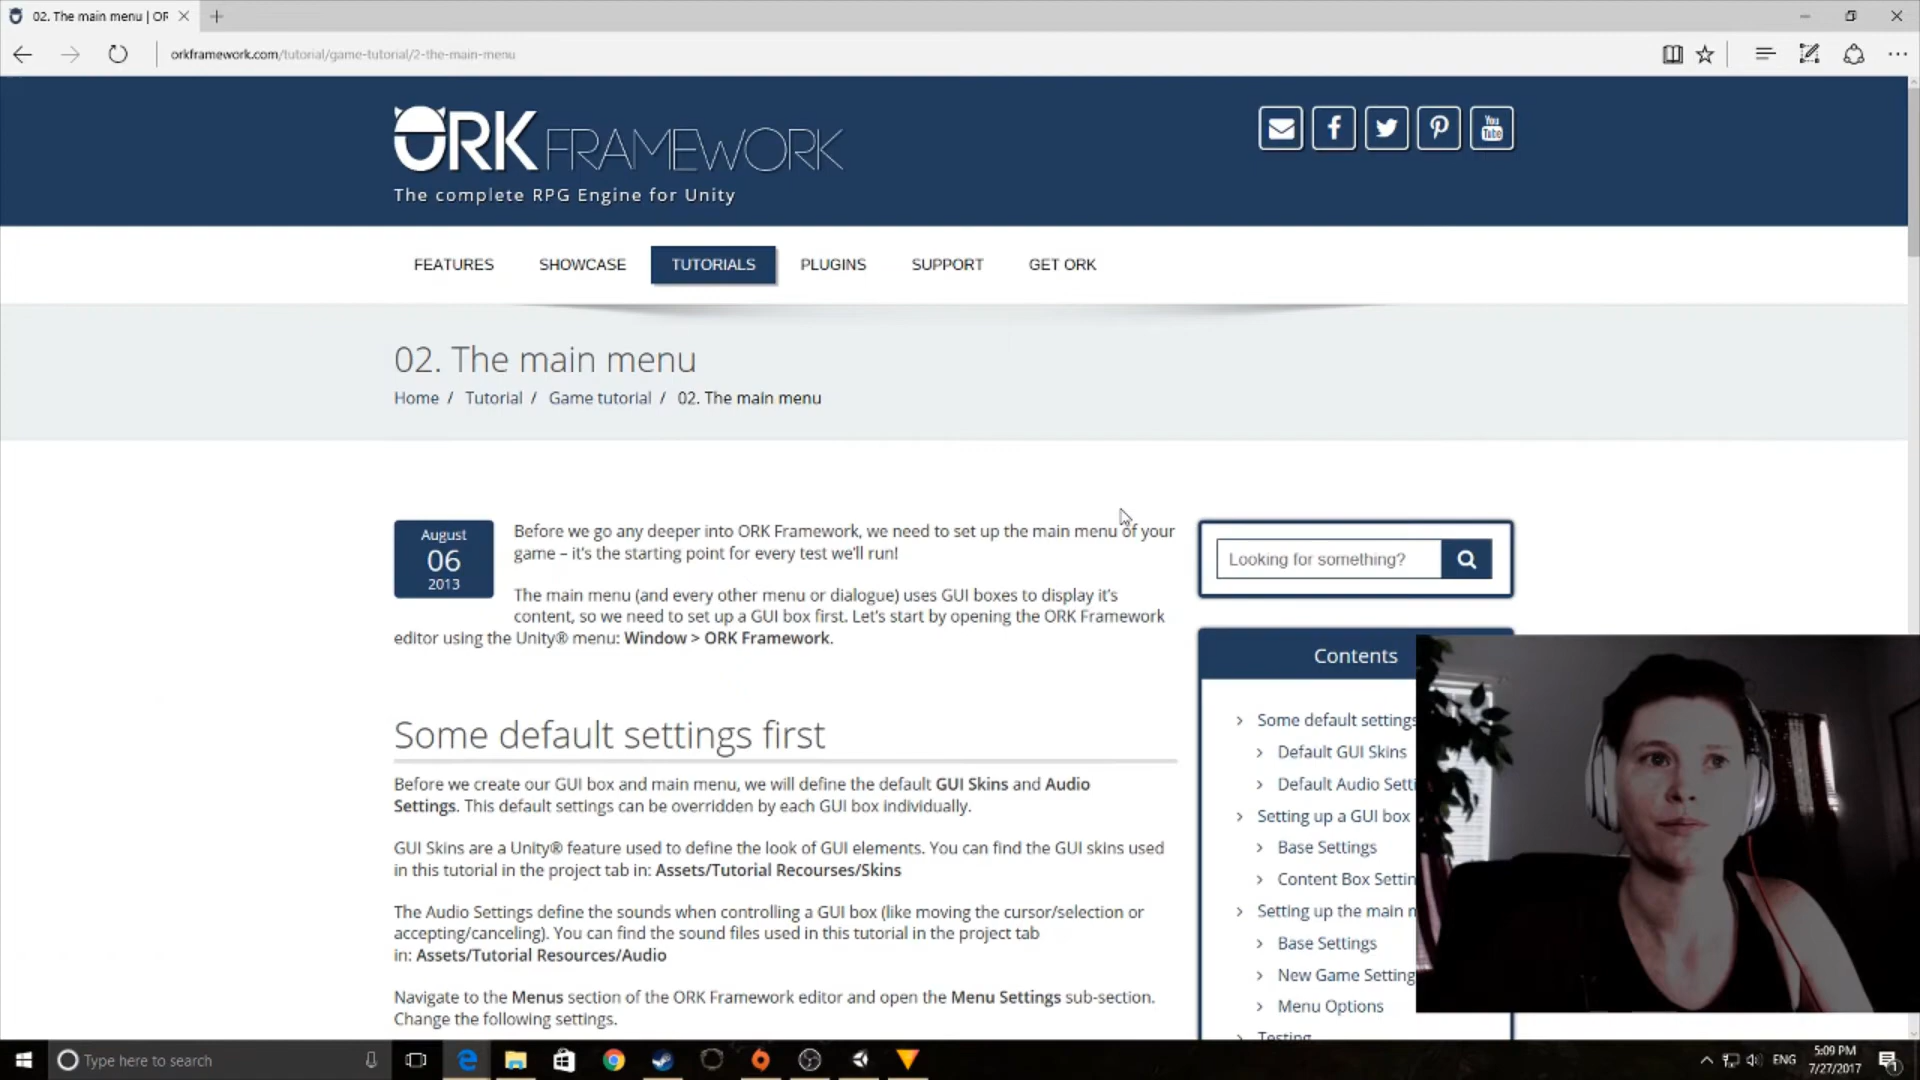 02. The main menu | OR
orkframework.com/tutorial/game-tutorial/2-the-main-menu
ORK FRAMEWORK
The complete RPG Engine for Unity
You
Tube
FEATURES
SHOWCASE
TUTORIALS
PLUGINS
SUPPORT
GET ORK
02. The main menu
Home / Tutorial / Game tutorial / 02. The main menu
August
06
2013
Before we go any deeper into ORK Framework, we need to set up the main menu of your
game – it's the starting point for every test we'll run!
The main menu (and every other menu or dialogue) uses GUI boxes to display it's
content, so we need to set up a GUI box first. Let's start by opening the ORK Framework
editor using the Unity® menu: Window > ORK Framework.
Some default settings first
Before we create our GUI box and main menu, we will define the default GUI Skins and Audio
Settings. This default settings can be overridden by each GUI box individually.
GUI Skins are a Unity® feature used to define the look of GUI elements. You can find the GUI skins used
in this tutorial in the project tab in: Assets/Tutorial Recourses/Skins
The Audio Settings define the sounds when controlling a GUI box (like moving the cursor/selection or
accepting/canceling). You can find the sound files used in this tutorial in the project tab
in: Assets/Tutorial Resources/Audio
Navigate to the Menus section of the ORK Framework editor and open the Menu Settings sub-section.
Change the following settings.
Looking for something?
Contents
Some default settings
Default GUI Skins
Default Audio Setti
Setting up a GUI box
Base Settings
Content Box Settin
Setting up the main m
Base Settings
New Game Setting
Menu Options
Testing
Type here to search
ENG
5:09 PM
7/27/2017
1